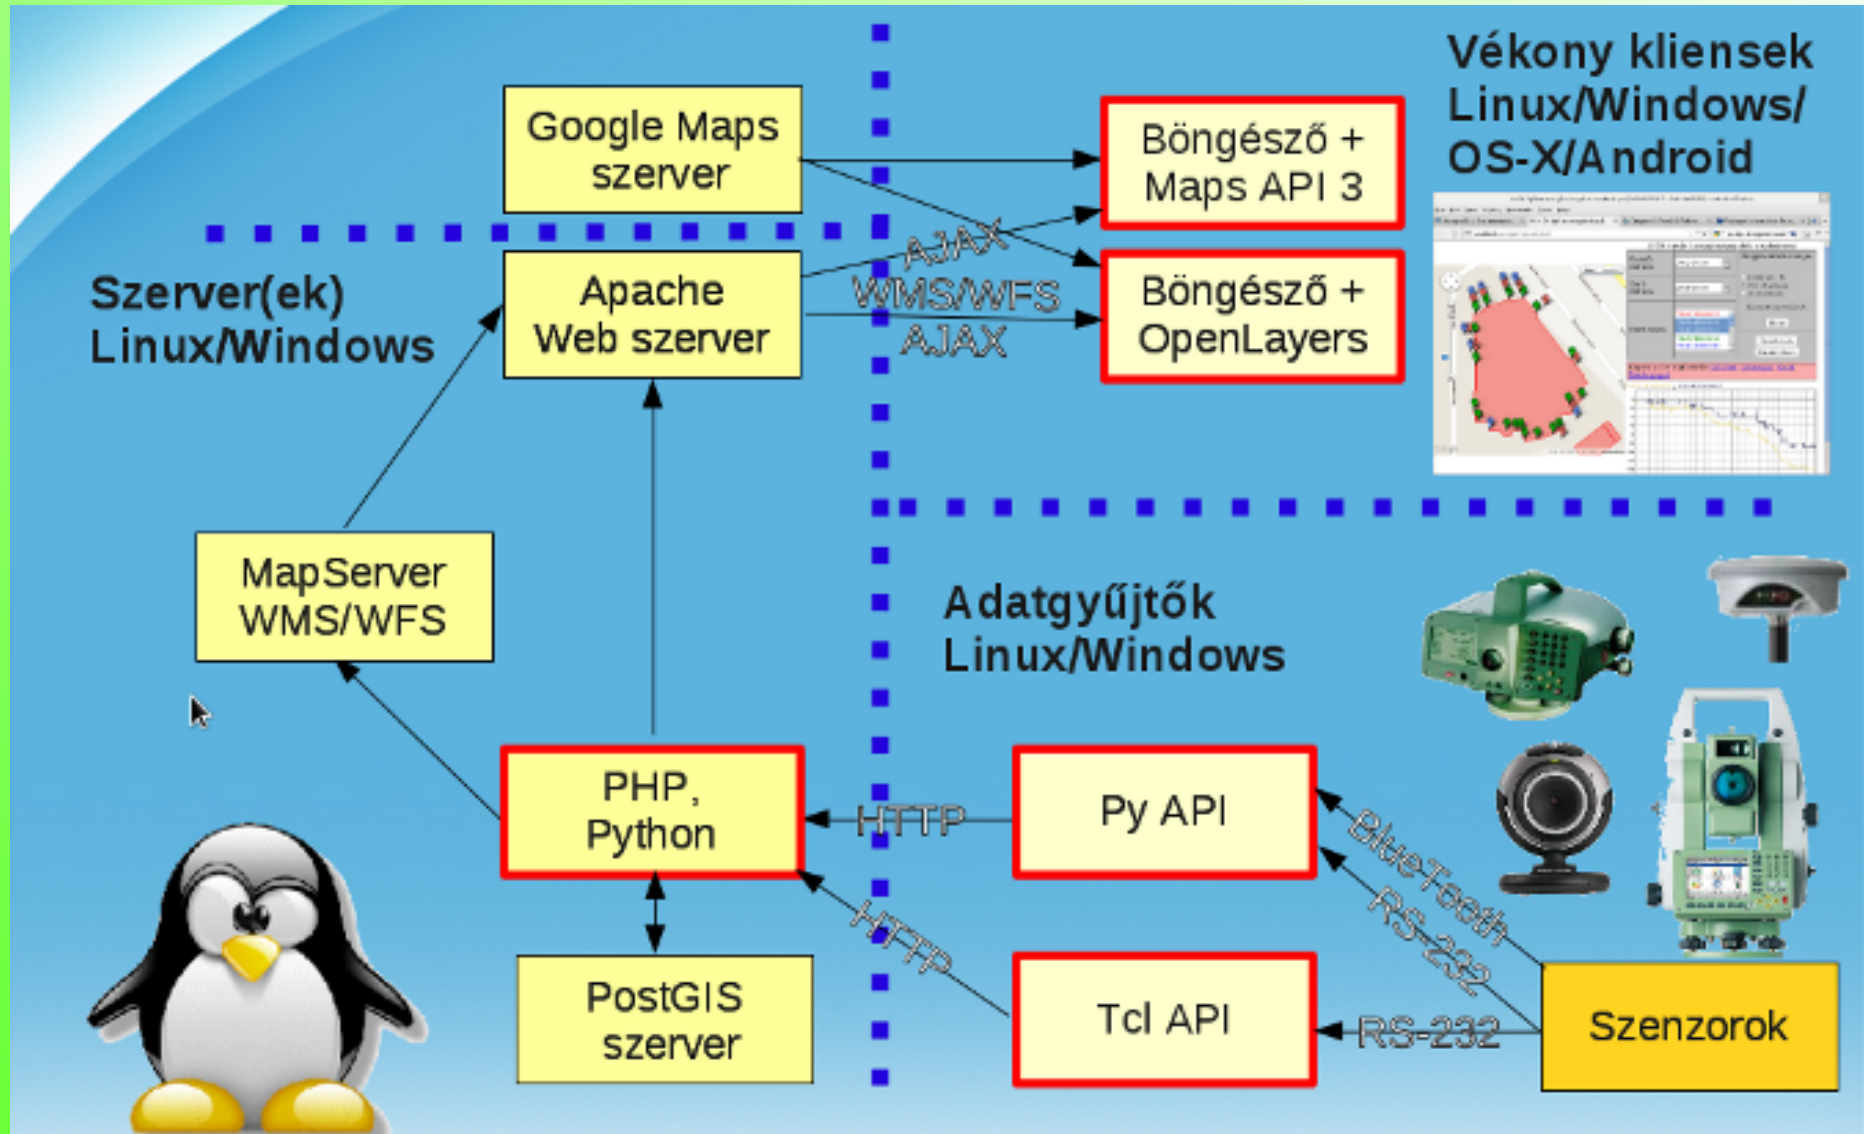 Google Maps
szerver
Böngésző +
Maps API 3
Vékony kliensek
Linux/Windows/
OS-X/Android
Szerver(ek)
Linux/Windows
Apache
Web szerver
AJAX
WMS/WFS
AJAX
Böngésző +
OpenLayers
MapServer
WMS/WFS
Adatgyűjtők
Linux/Windows
PHP,
Python
HTTP
Py API
BlueTooth
RS-232
HTTP
PostGIS
szerver
Tcl API
RS-232
Szenzorok